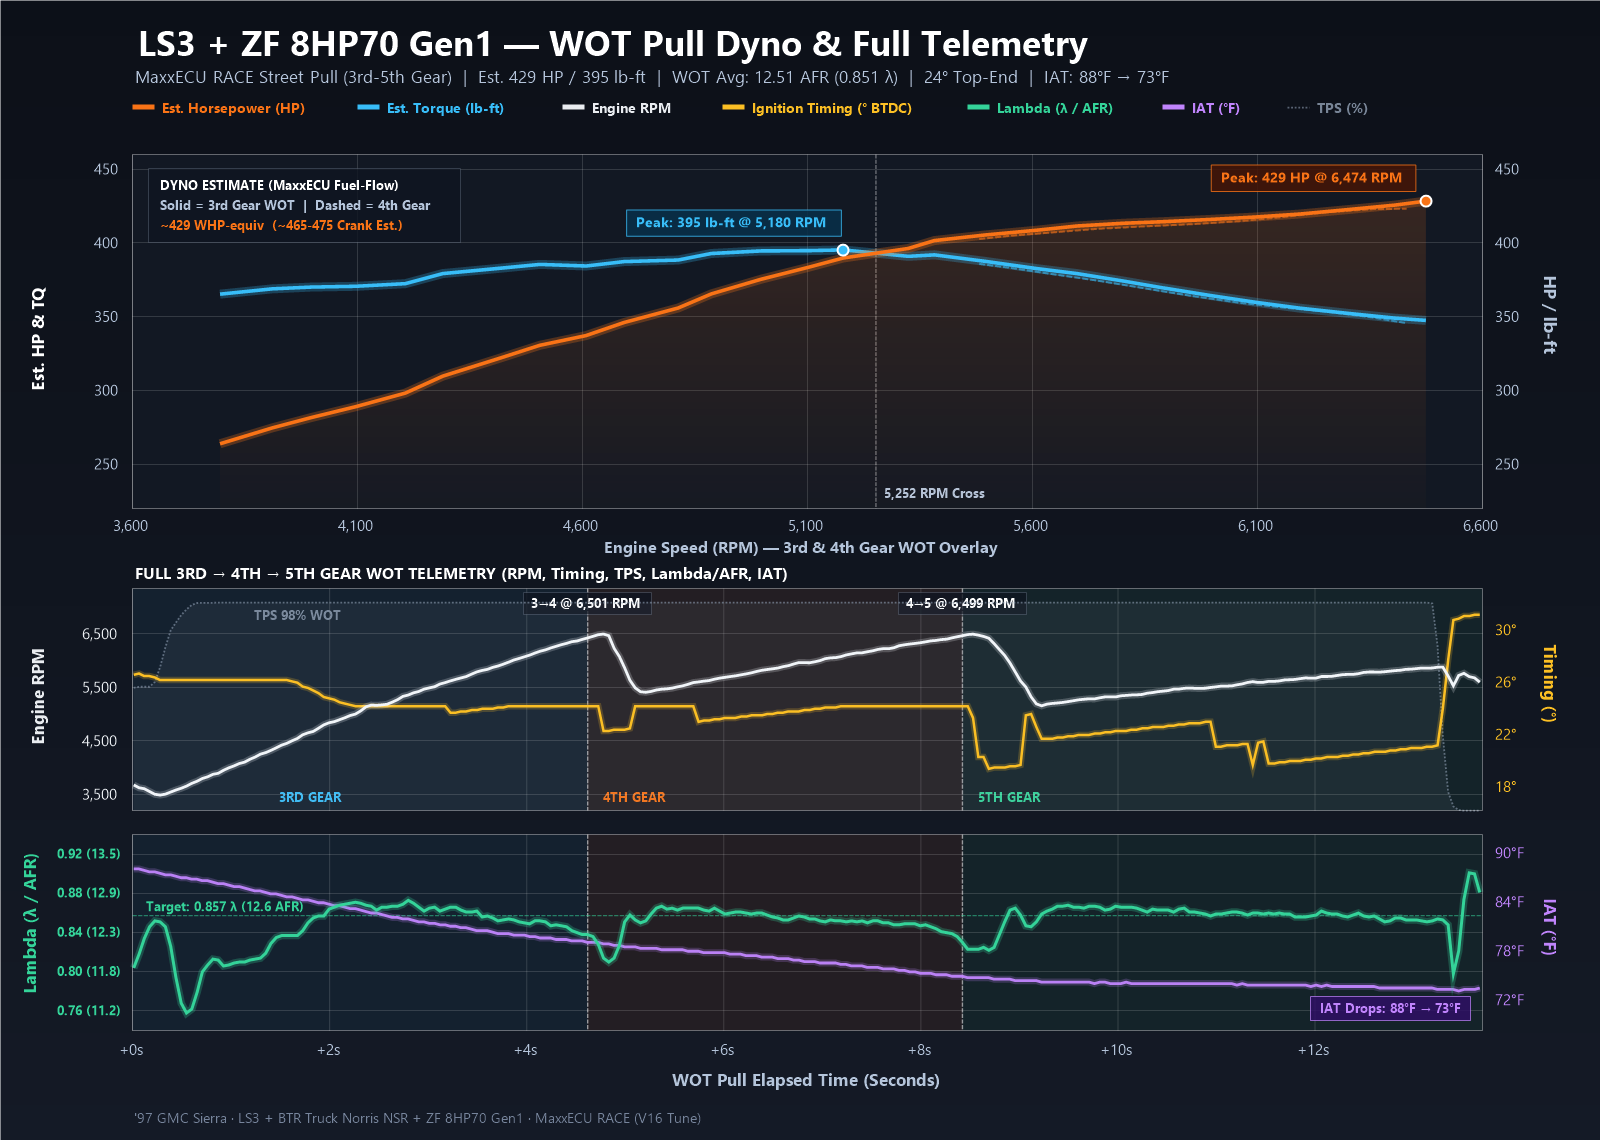 LS3 + ZF 8HP70 Gen1 — WOT Pull Dyno & Full Telemetry
MaxxECU RACE Street Pull (3rd-5th Gear) | Est. 429 HP / 395 lb-ft | WOT Avg: 12.51 AFR (0.851 λ) | 24° Top-End | IAT: 88°F → 73°F
Est. Horsepower (HP) Est. Torque (lb-ft) Engine RPM Ignition Timing (° BTDC) Lambda (λ / AFR) IAT (°F) TPS (%)
Est. HP & TQ
450
400
350
300
250
DYNO ESTIMATE (MaxxECU Fuel-Flow)
Solid = 3rd Gear WOT | Dashed = 4th Gear
~429 WHP-equiv (~465-475 Crank Est.)
Peak: 395 lb-ft @ 5,180 RPM
Peak: 429 HP @ 6,474 RPM
5,252 RPM Cross
450
400
350
300
250
HP / lb-ft
3,600 4,100 4,600 5,100 5,600 6,100 6,600
Engine Speed (RPM) — 3rd & 4th Gear WOT Overlay
FULL 3RD → 4TH → 5TH GEAR WOT TELEMETRY (RPM, Timing, TPS, Lambda/AFR, IAT)
Engine RPM
6,500
5,500
4,500
3,500
TPS 98% WOT
3→4 @ 6,501 RPM
4→5 @ 6,499 RPM
3RD GEAR
4TH GEAR
5TH GEAR
30°
26°
22°
18°
Timing (°)
Lambda (λ / AFR)
0.92 (13.5)
0.88 (12.9)
0.84 (12.3)
0.80 (11.8)
0.76 (11.2)
Target: 0.857 λ (12.6 AFR)
IAT Drops: 88°F → 73°F
90°F
84°F
78°F
72°F
IAT (°F)
+0s +2s +4s +6s +8s +10s +12s
WOT Pull Elapsed Time (Seconds)
'97 GMC Sierra · LS3 + BTR Truck Norris NSR + ZF 8HP70 Gen1 · MaxxECU RACE (V16 Tune)